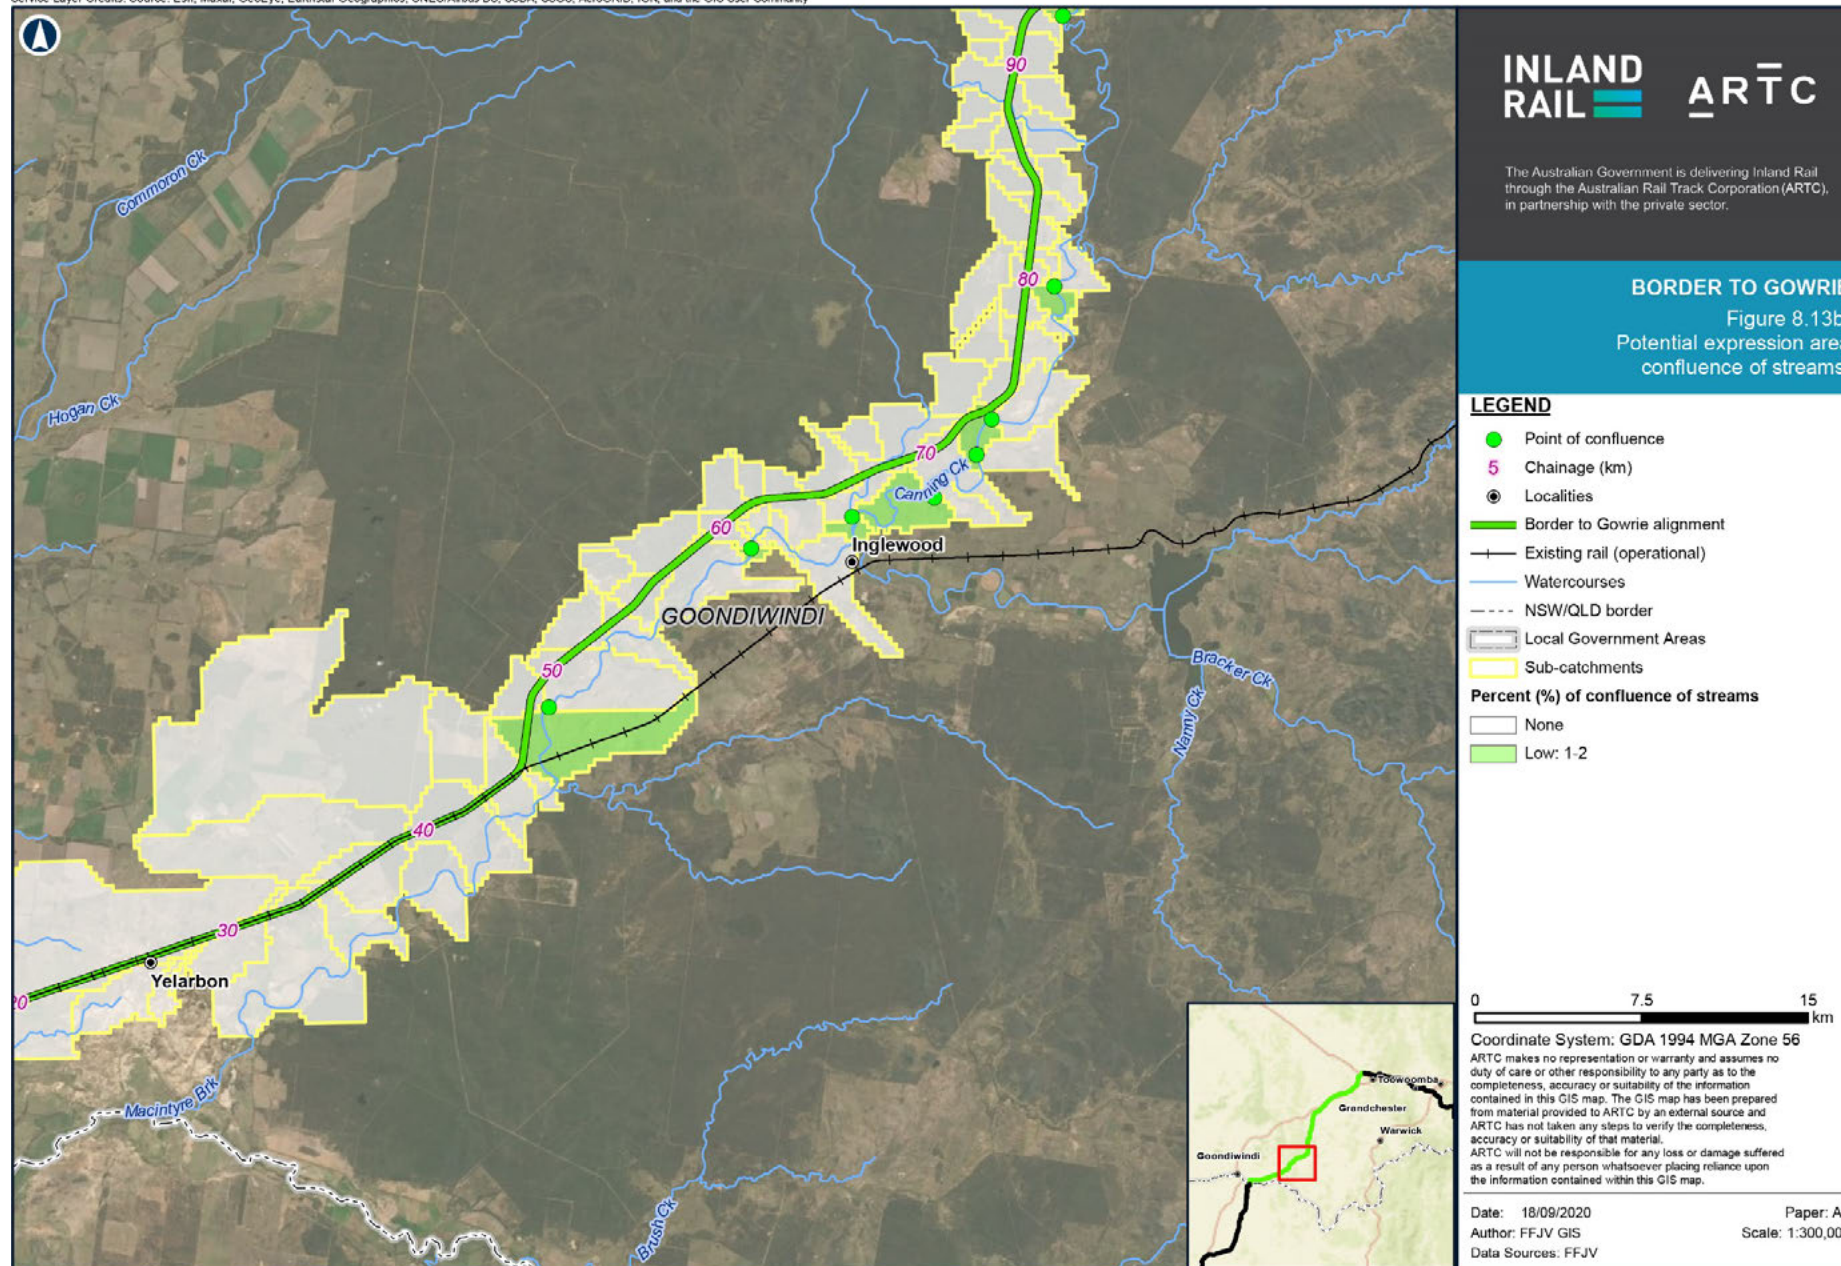 INLAND
RAIL
ARTC
The Australian Government is delivering Inland Rail
through the Australian Rail Track Corporation (ARTC),
in partnership with the private sector.
BORDER TO GOWRIE
Figure 8.13b
Potential expression area
confluence of streams
LEGEND
Point of confluence
5 Chainage (km)
Localities
Border to Gowrie alignment
Existing rail (operational)
Watercourses
NSW/QLD border
Local Government Areas
Sub-catchments
Percent (%) of confluence of streams
None
Low: 1-2
0 7.5 15
km
Coordinate System: GDA 1994 MGA Zone 56
ARTC makes no representation or warranty and assumes no
duty of care or other responsibility to any party as to the
completeness, accuracy or suitability of the information
contained in this GIS map. The GIS map has been prepared
from material provided to ARTC by an external source and
ARTC has not taken any steps to verify the completeness,
accuracy or suitability of that material.
ARTC will not be responsible for any loss or damage suffered
as a result of any person whatsoever placing reliance upon
the information contained within this GIS map.
Date: 18/09/2020
Paper: A
Author: FFJV GIS
Scale: 1:300,00
Data Sources: FFJV
90
Commoron Ck
80
Hogan Ck
70
Canning Ck
60
Inglewood
GOONDIWINDI
50
Bracker Ck
Nanny Ck
40
30
Yelarbon
20
Macintyre Brk
Brush Ck
Toowoomba
Grandchester
Warwick
Goondiwindi